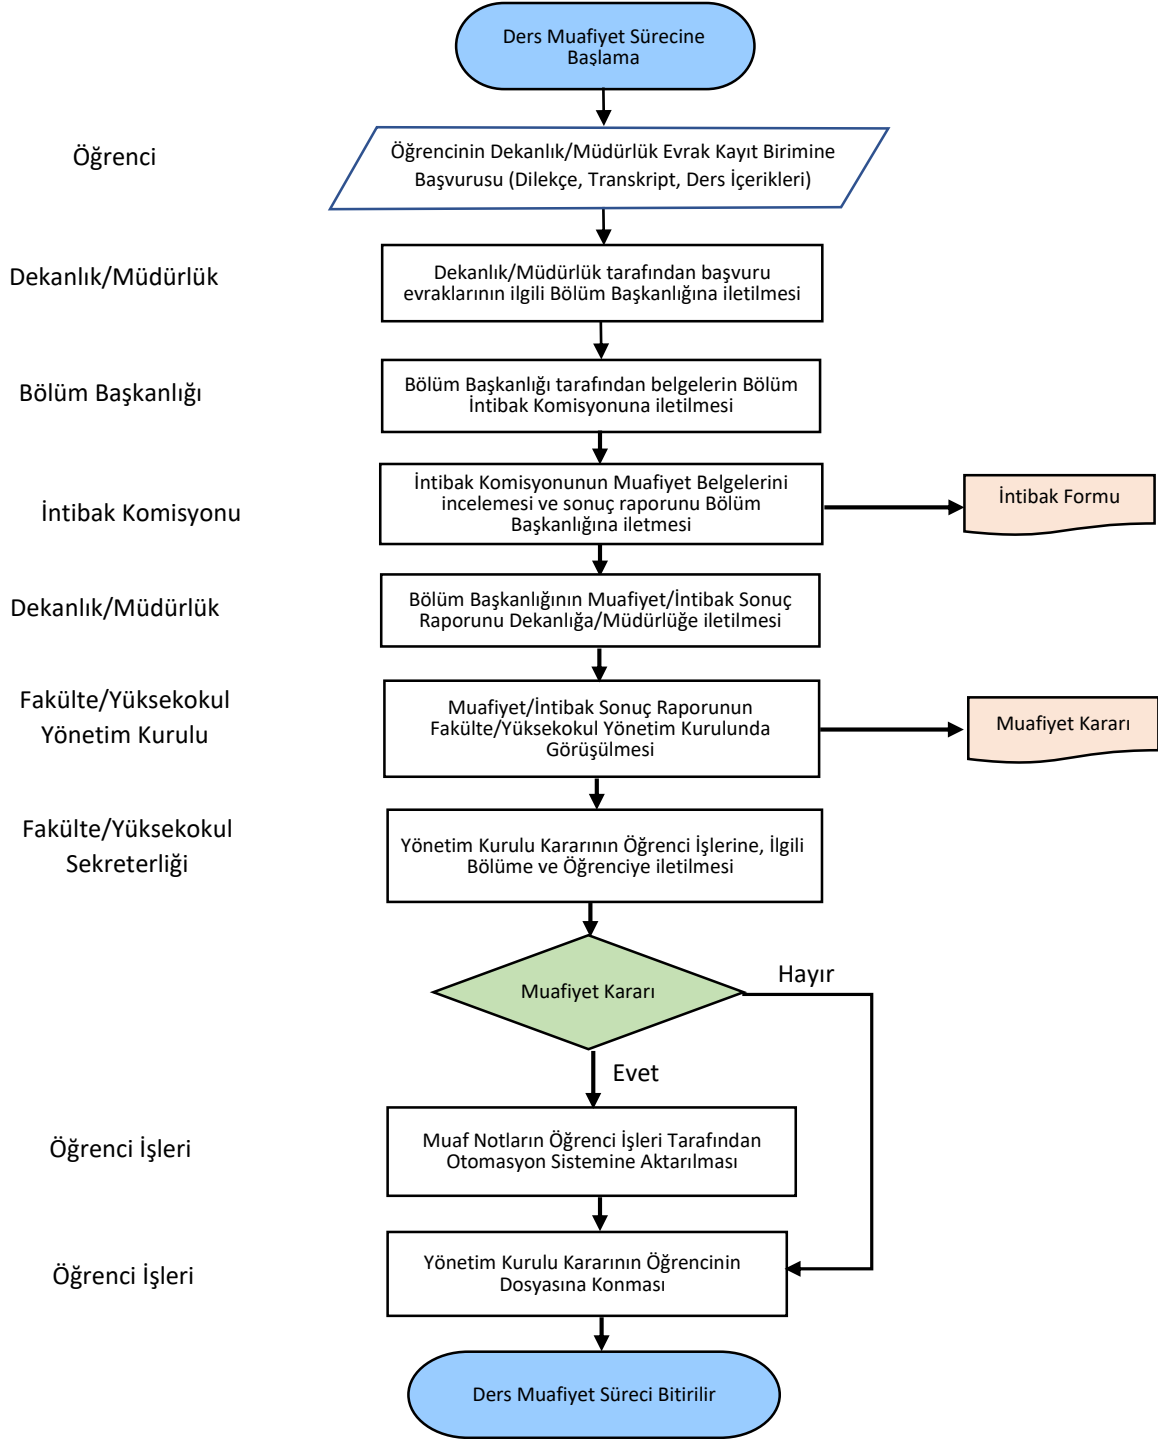 Ders Muafiyet Sürecine
Başlama
Öğrenci
Öğrencinin Dekanlık/Müdürlük Evrak Kayıt Birimine
Başvurusu (Dilekçe, Transkript, Ders İçerikleri)
Dekanlık/Müdürlük
Dekanlık/Müdürlük tarafından başvuru
evraklarının ilgili Bölüm Başkanlığına iletilmesi
Bölüm Başkanlığı
Bölüm Başkanlığı tarafından belgelerin Bölüm
İntibak Komisyonuna iletilmesi
İntibak Komisyonu
İntibak Komisyonunun Muafiyet Belgelerini
incelemesi ve sonuç raporunu Bölüm
Başkanlığına iletmesi
İntibak Formu
Dekanlık/Müdürlük
Bölüm Başkanlığının Muafiyet/İntibak Sonuç
Raporunu Dekanlığa/Müdürlüğe iletilmesi
Fakülte/Yüksekokul
Yönetim Kurulu
Muafiyet/İntibak Sonuç Raporunun
Fakülte/Yüksekokul Yönetim Kurulunda
Görüşülmesi
Muafiyet Kararı
Fakülte/Yüksekokul
Sekreterliği
Yönetim Kurulu Kararının Öğrenci İşlerine, İlgili
Bölüme ve Öğrenciye iletilmesi
Muafiyet Kararı
Hayır
Evet
Öğrenci İşleri
Muaf Notların Öğrenci İşleri Tarafından
Otomasyon Sistemine Aktarılması
Öğrenci İşleri
Yönetim Kurulu Kararının Öğrencinin
Dosyasına Konması
Ders Muafiyet Süreci Bitirilir